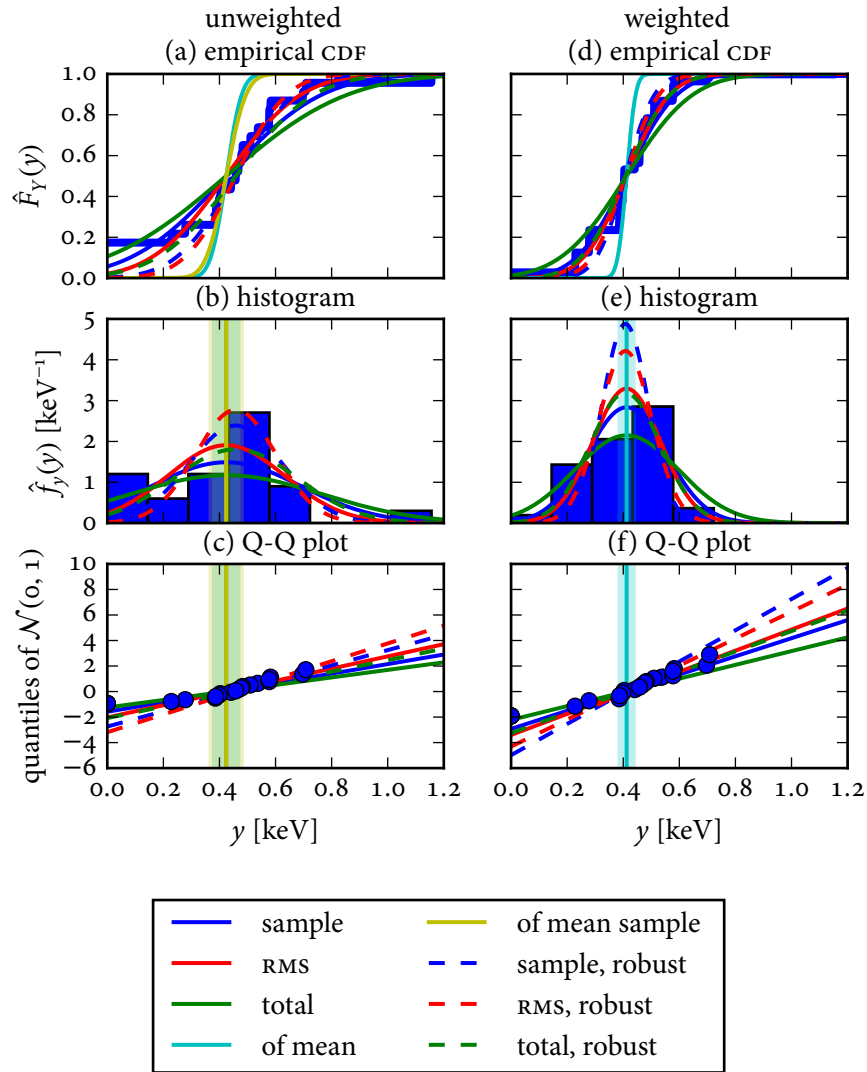 unweighted
(a) empirical CDF
weighted
(d) empirical CDF
1.0
0.8
0.6
0.4
0.2
0.0
F̂_Y(y)
(b) histogram
(e) histogram
5
4
3
2
1
0
f̂_y(y) [keV⁻¹]
(c) Q-Q plot
(f) Q-Q plot
10
8
6
4
2
0
−2
−4
−6
quantiles of 𝒩(0, 1)
0.0 0.2 0.4 0.6 0.8 1.0 1.2
0.0 0.2 0.4 0.6 0.8 1.0 1.2
y [keV]
y [keV]
sample
RMS
total
of mean
of mean sample
sample, robust
RMS, robust
total, robust